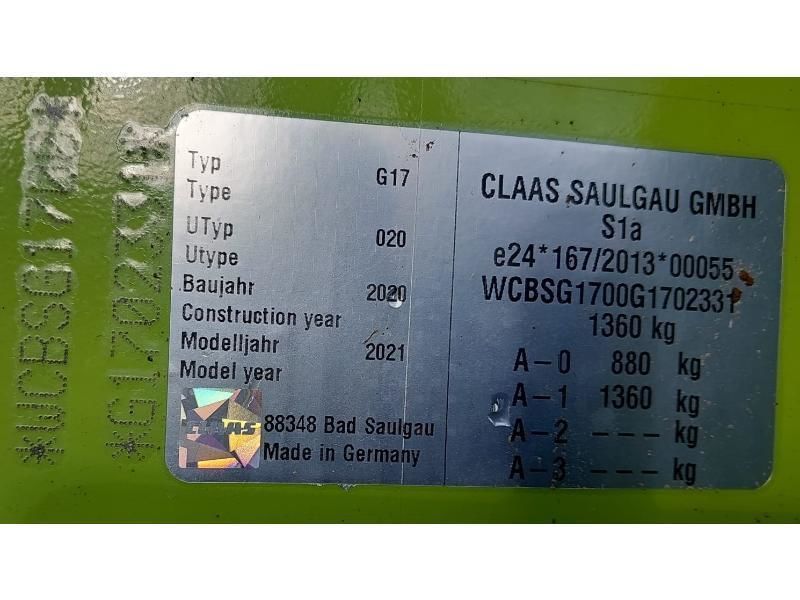 Typ
Type G17
UTyp
Utype 020
Baujahr
Construction year 2020
Modelljahr
Model year 2021
CLAAS
88348 Bad Saulgau
Made in Germany
CLAAS SAULGAU GMBH
S1a
e24*167/2013*00055
WCBSG1700G1702331
1360 kg
A-0 880 kg
A-1 1360 kg
A-2 --- kg
A-3 --- kg